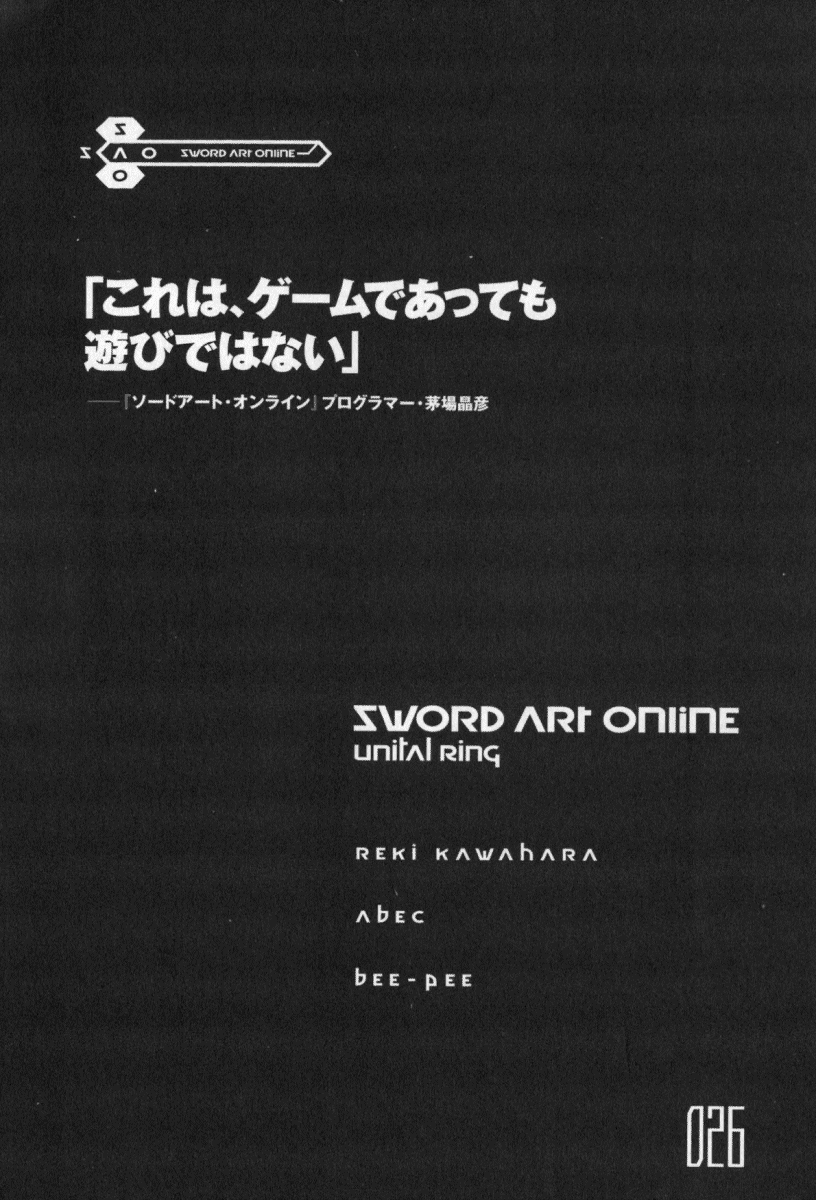 S
SAO SWORD ART ONLINE
O
「これは、ゲームであっても
遊びではない」
——『ソードアート・オンライン』プログラマー・茅場晶彦
SWORD ART ONLINE
unital ring
REKI KAWAHARA
abec
bee-pee
026